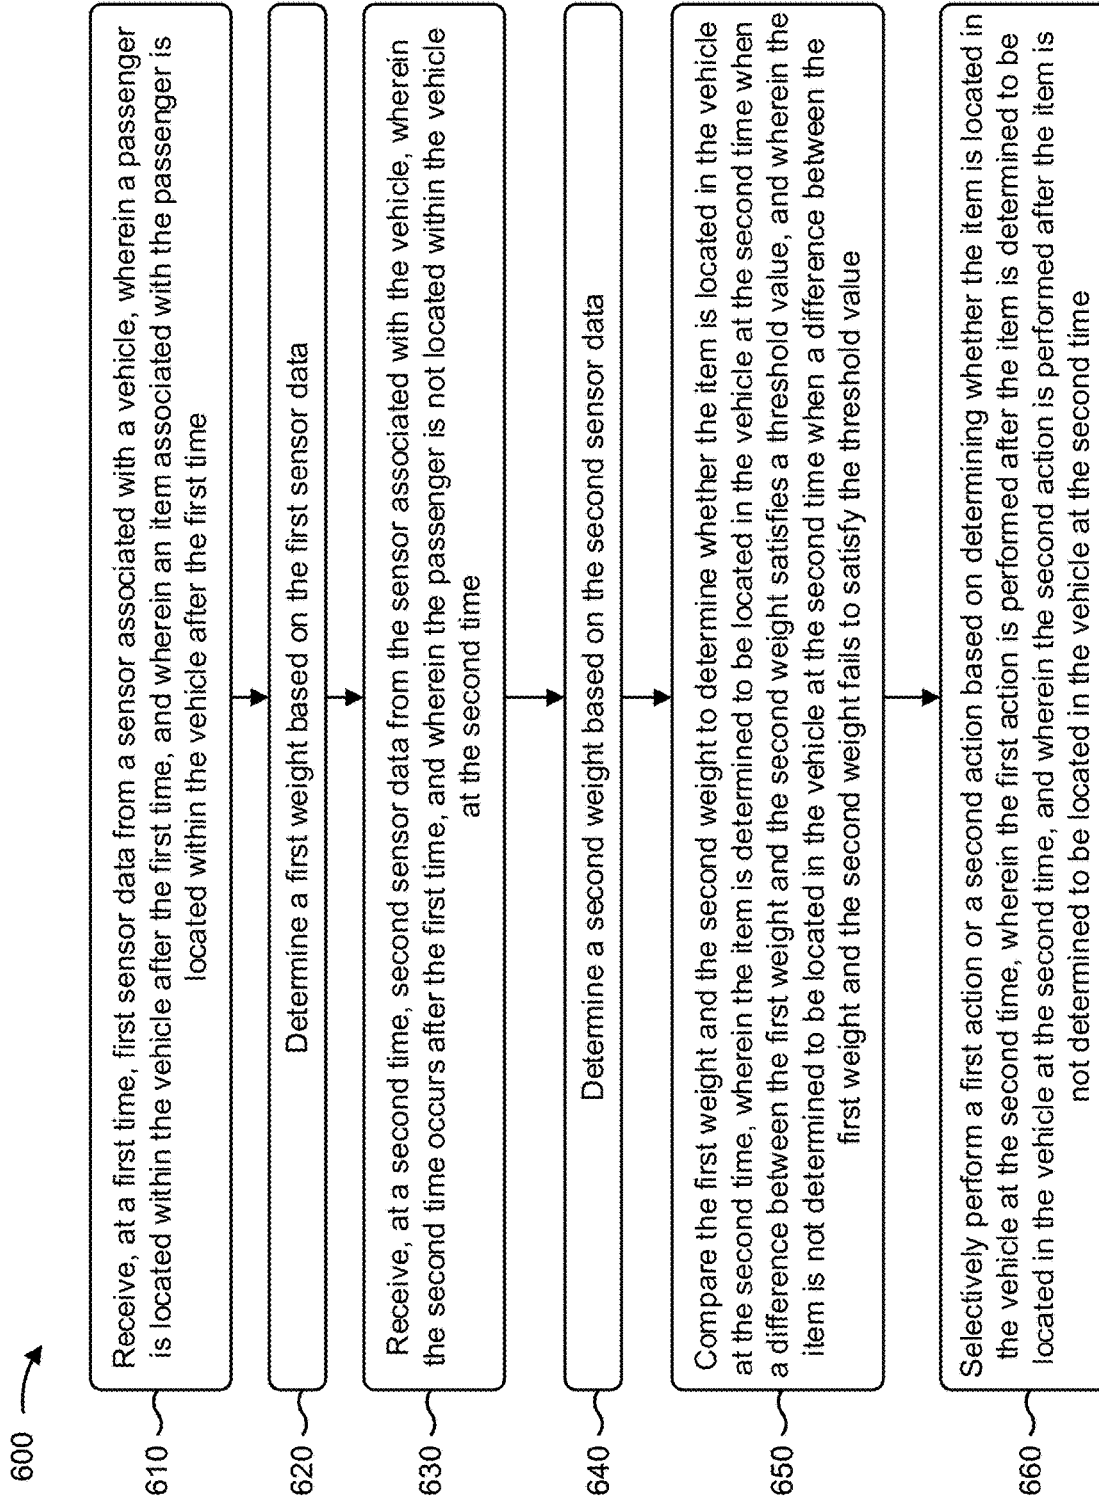 600
610
Receive, at a first time, first sensor data from a sensor associated with a vehicle, wherein a passenger
is located within the vehicle after the first time, and wherein an item associated with the passenger is
located within the vehicle after the first time
620
Determine a first weight based on the first sensor data
630
Receive, at a second time, second sensor data from the sensor associated with the vehicle, wherein
the second time occurs after the first time, and wherein the passenger is not located within the vehicle
at the second time
640
Determine a second weight based on the second sensor data
650
Compare the first weight and the second weight to determine whether the item is located in the vehicle
at the second time, wherein the item is determined to be located in the vehicle at the second time when
a difference between the first weight and the second weight satisfies a threshold value, and wherein the
item is not determined to be located in the vehicle at the second time when a difference between the
first weight and the second weight fails to satisfy the threshold value
660
Selectively perform a first action or a second action based on determining whether the item is located in
the vehicle at the second time, wherein the first action is performed after the item is determined to be
located in the vehicle at the second time, and wherein the second action is performed after the item is
not determined to be located in the vehicle at the second time